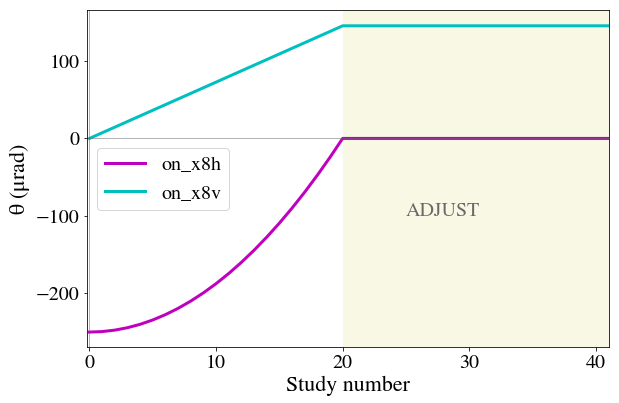 100
0
−100
−200
θ (μrad)
on_x8h
on_x8v
ADJUST
0 10 20 30 40
Study number